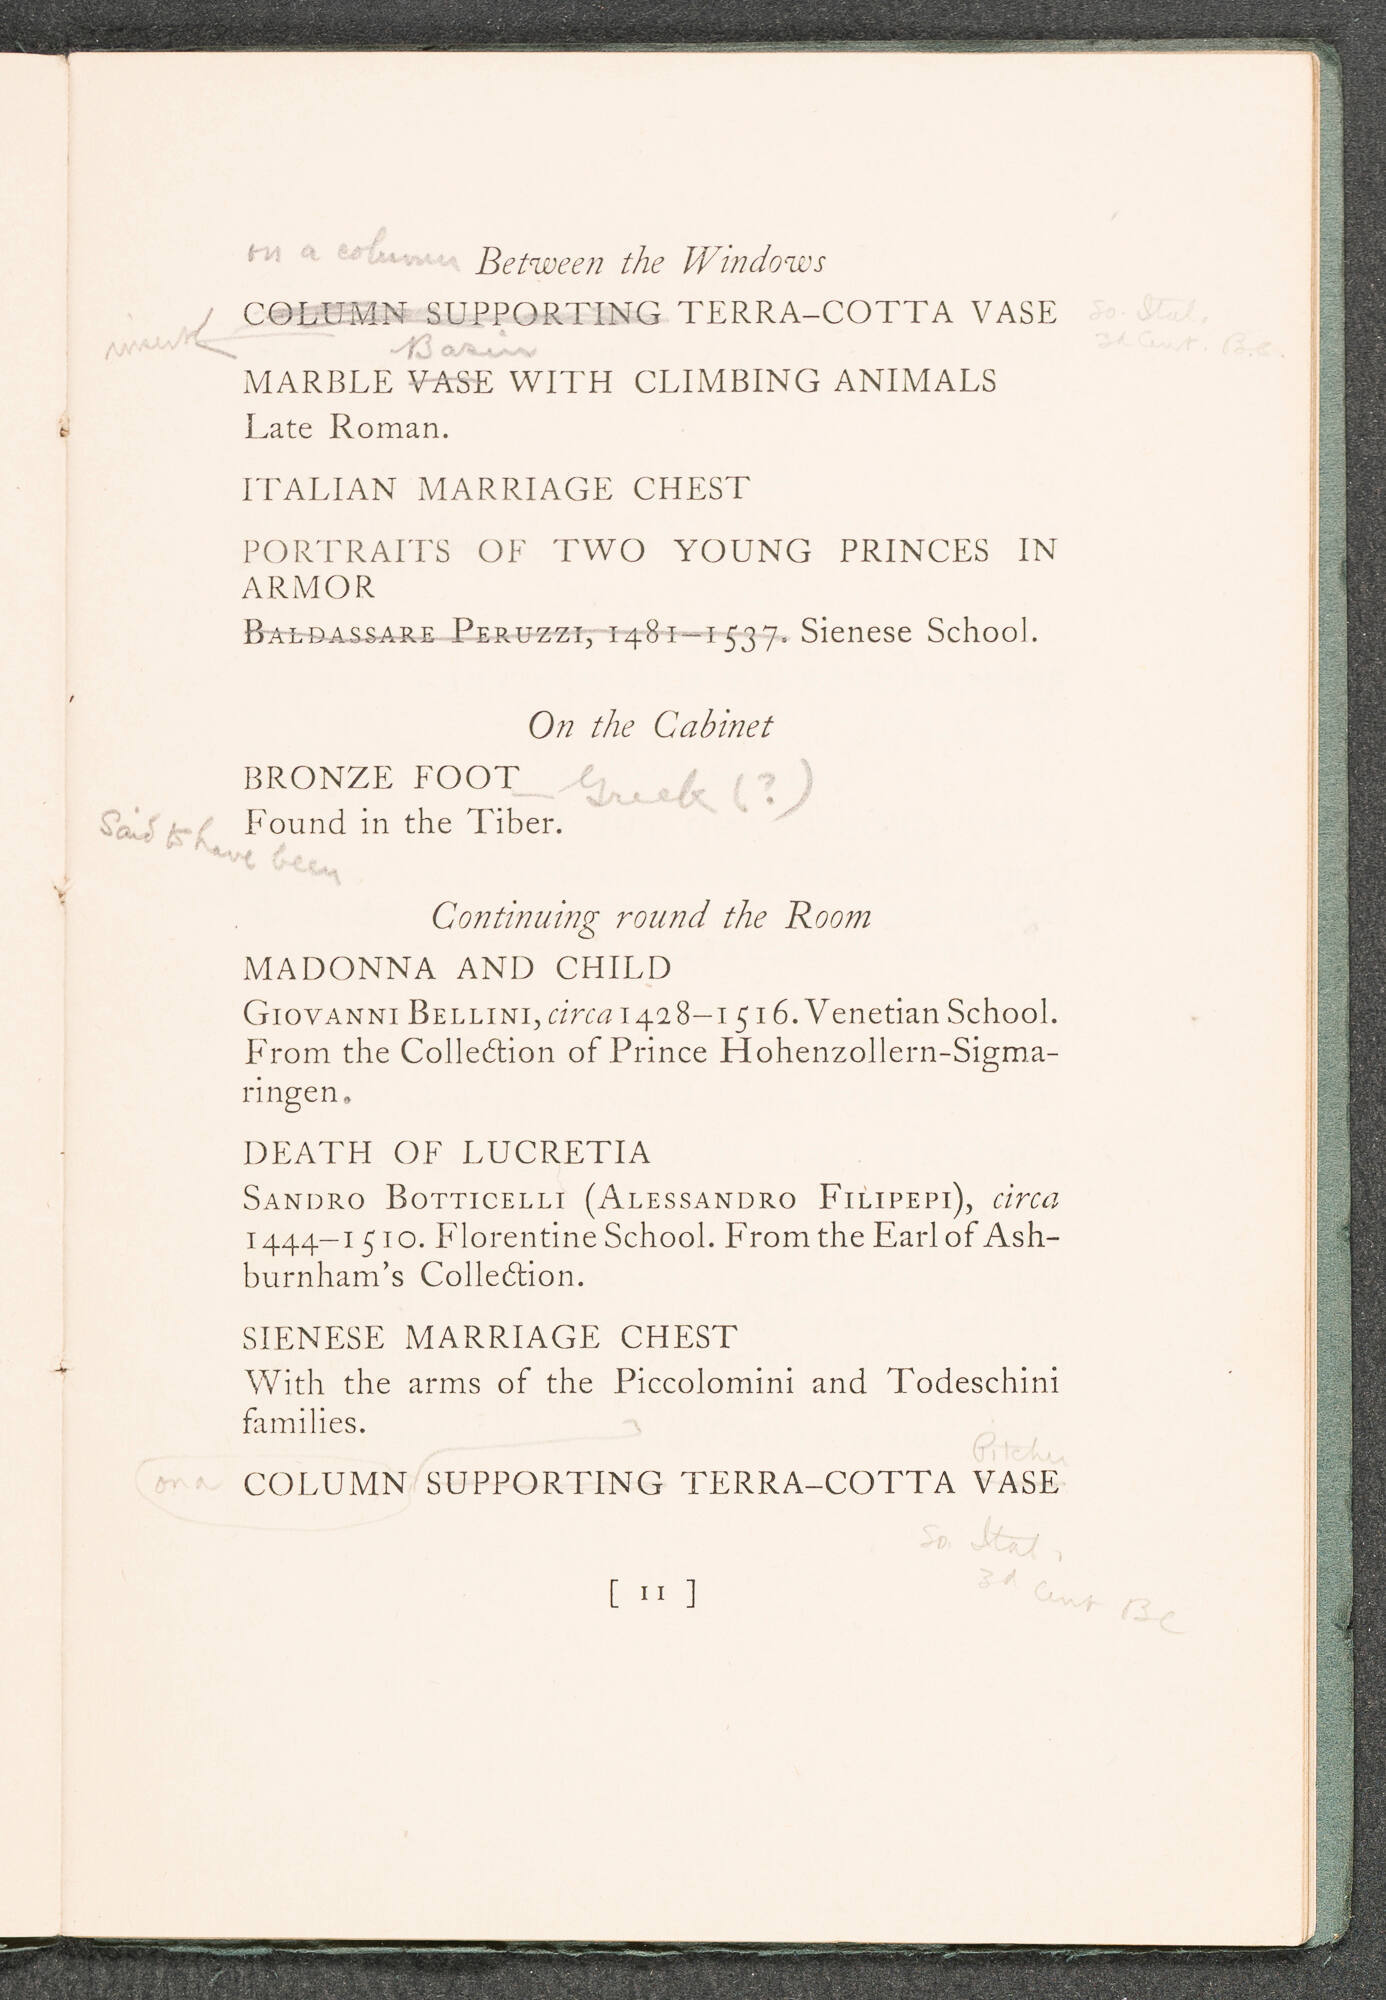 on a column Between the Windows
COLUMN SUPPORTING TERRA–COTTA VASE So. Ital.
insert 3d Cent. B.C.
Basin
MARBLE VASE WITH CLIMBING ANIMALS
Late Roman.
ITALIAN MARRIAGE CHEST
PORTRAITS OF TWO YOUNG PRINCES IN
ARMOR
BALDASSARE PERUZZI, 1481–1537. Sienese School.
On the Cabinet
BRONZE FOOT – Greek (?)
Said to have been Found in the Tiber.
Continuing round the Room
MADONNA AND CHILD
GIOVANNI BELLINI, circa 1428–1516. Venetian School.
From the Collection of Prince Hohenzollern-Sigma-
ringen.
DEATH OF LUCRETIA
SANDRO BOTTICELLI (ALESSANDRO FILIPEPI), circa
1444–1510. Florentine School. From the Earl of Ash-
burnham's Collection.
SIENESE MARRIAGE CHEST
With the arms of the Piccolomini and Todeschini
families.
Pitcher
on a COLUMN SUPPORTING TERRA–COTTA VASE
So. Ital.
3d Cent BC
[ 11 ]